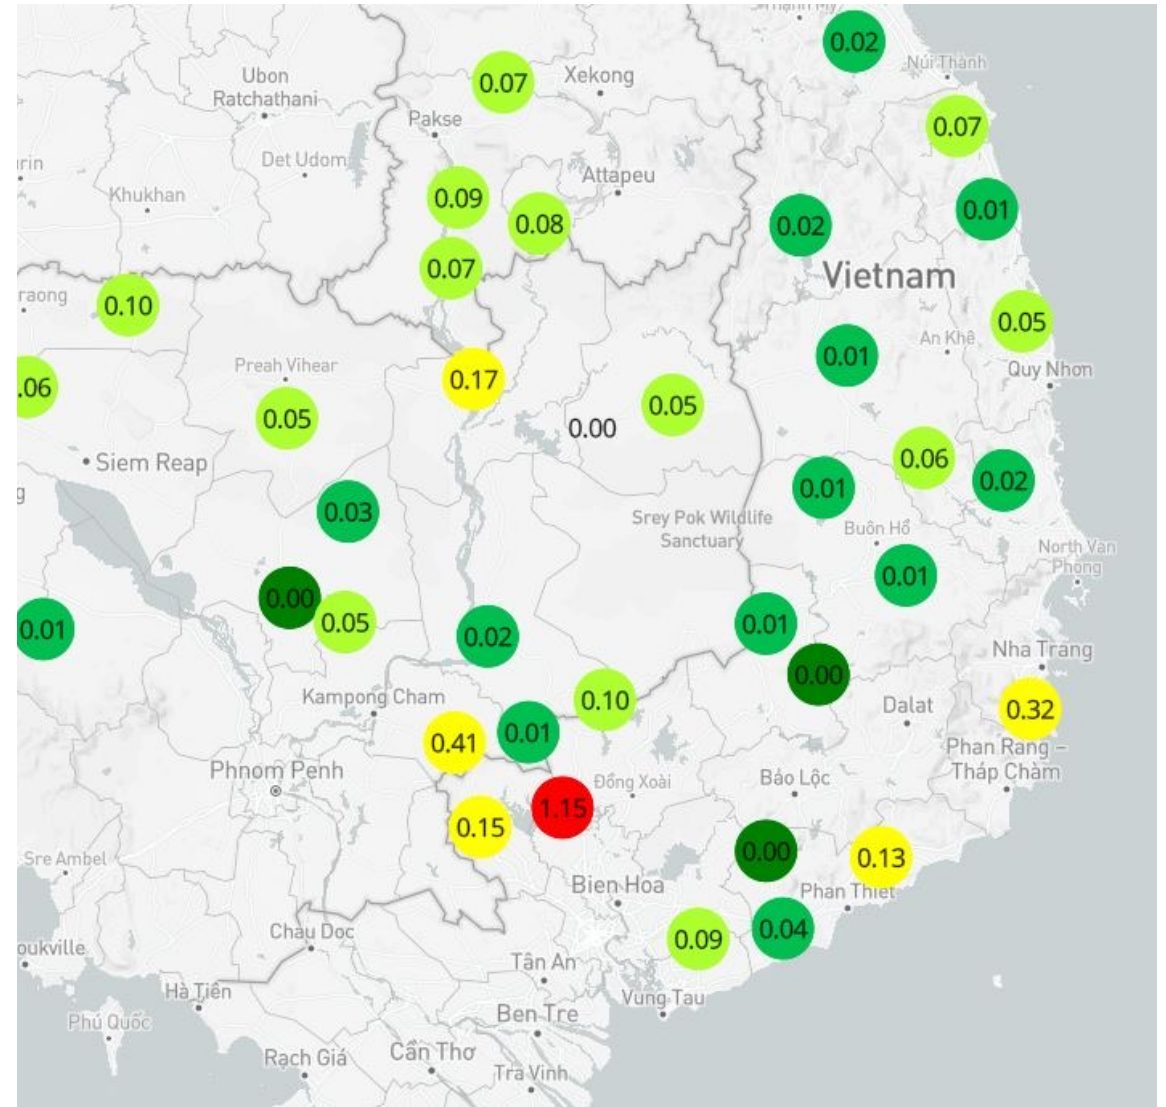 0.02
Núi Thành
0.07
Xekong
Ubon
Ratchathani
Pakse
0.07
Det Udom
Attapeu
Khukhan
0.09
0.08
0.01
0.02
0.07
Vietnam
0.10
0.05
An Khê
Preah Vihear
0.01
Quy Nhơn
0.17
.06
0.05
0.05
0.00
Siem Reap
0.06
0.02
0.01
0.03
Srey Pok Wildlife
Sanctuary
Buôn Hồ
North Van
Phong
0.01
0.00
0.05
0.01
0.02
0.01
Nha Trang
0.00
Kampong Cham
0.10
Dalat
0.32
0.41
0.01
Phan Rang –
Tháp Chàm
Phnom Penh
Đồng Xoài
Bảo Lộc
1.15
0.15
0.00
0.13
Sre Ambel
Bien Hoa
Phan Thiet
0.04
0.09
Chau Doc
oukville
Tân An
Hà Tiên
Vung Tau
Phú Quốc
Ben Tre
Rạch Giá
Cần Thơ
Tra Vinh